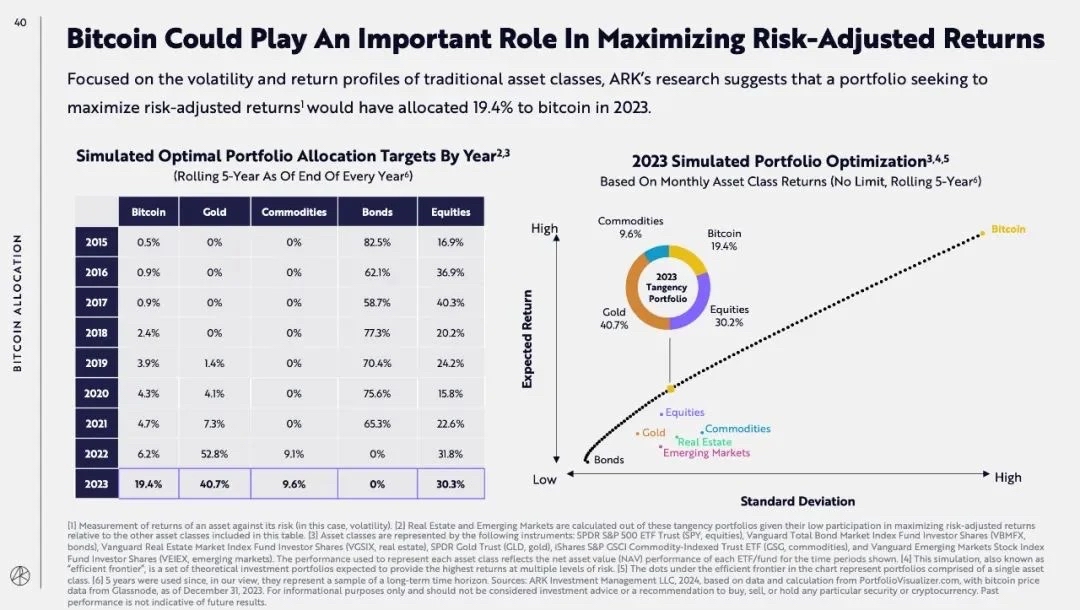 40
Bitcoin Could Play An Important Role In Maximizing Risk-Adjusted Returns
Focused on the volatility and return profiles of traditional asset classes, ARK's research suggests that a portfolio seeking to
maximize risk-adjusted returns¹ would have allocated 19.4% to bitcoin in 2023.
BITCOIN ALLOCATION
Simulated Optimal Portfolio Allocation Targets By Year²,³
(Rolling 5-Year As Of End Of Every Year⁶)
Bitcoin Gold Commodities Bonds Equities
2015 0.5% 0% 0% 82.5% 16.9%
2016 0.9% 0% 0% 62.1% 36.9%
2017 0.9% 0% 0% 58.7% 40.3%
2018 2.4% 0% 0% 77.3% 20.2%
2019 3.9% 1.4% 0% 70.4% 24.2%
2020 4.3% 4.1% 0% 75.6% 15.8%
2021 4.7% 7.3% 0% 65.3% 22.6%
2022 6.2% 52.8% 9.1% 0% 31.8%
2023 19.4% 40.7% 9.6% 0% 30.3%
2023 Simulated Portfolio Optimization³,⁴,⁵
Based On Monthly Asset Class Returns (No Limit, Rolling 5-Year⁶)
High
Expected Return
Low
Commodities
9.6%
Bitcoin
19.4%
2023
Tangency
Portfolio
Gold
40.7%
Equities
30.2%
Bitcoin
Equities
Gold
Commodities
Real Estate
Emerging Markets
Bonds
High
Standard Deviation
[1] Measurement of returns of an asset against its risk (in this case, volatility). [2] Real Estate and Emerging Markets are calculated out of these tangency portfolios given their low participation in maximizing risk-adjusted returns
relative to the other asset classes included in this table. [3] Asset classes are represented by the following instruments: SPDR S&P 500 ETF Trust (SPY, equities), Vanguard Total Bond Market Index Fund Investor Shares (VBMFX,
bonds), Vanguard Real Estate Market Index Fund Investor Shares (VGSIX, real estate), SPDR Gold Trust (GLD, gold), iShares S&P GSCI Commodity-Indexed Trust ETF (GSG, commodities), and Vanguard Emerging Markets Stock Index
Fund Investor Shares (VEIEX, emerging markets). The performance used to represent each asset class reflects the net asset value (NAV) performance of each ETF/fund for the time periods shown. [4] This simulation, also known as
"efficient frontier", is a set of theoretical investment portfolios expected to provide the highest returns at multiple levels of risk. [5] The dots under the efficient frontier in the chart represent portfolios comprised of a single asset
class. [6] 5 years were used since, in our view, they represent a sample of a long-term time horizon. Sources: ARK Investment Management LLC, 2024, based on data and calculation from PortfolioVisualizer.com, with bitcoin price
data from Glassnode, as of December 31, 2023. For informational purposes only and should not be considered investment advice or a recommendation to buy, sell, or hold any particular security or cryptocurrency. Past
performance is not indicative of future results.